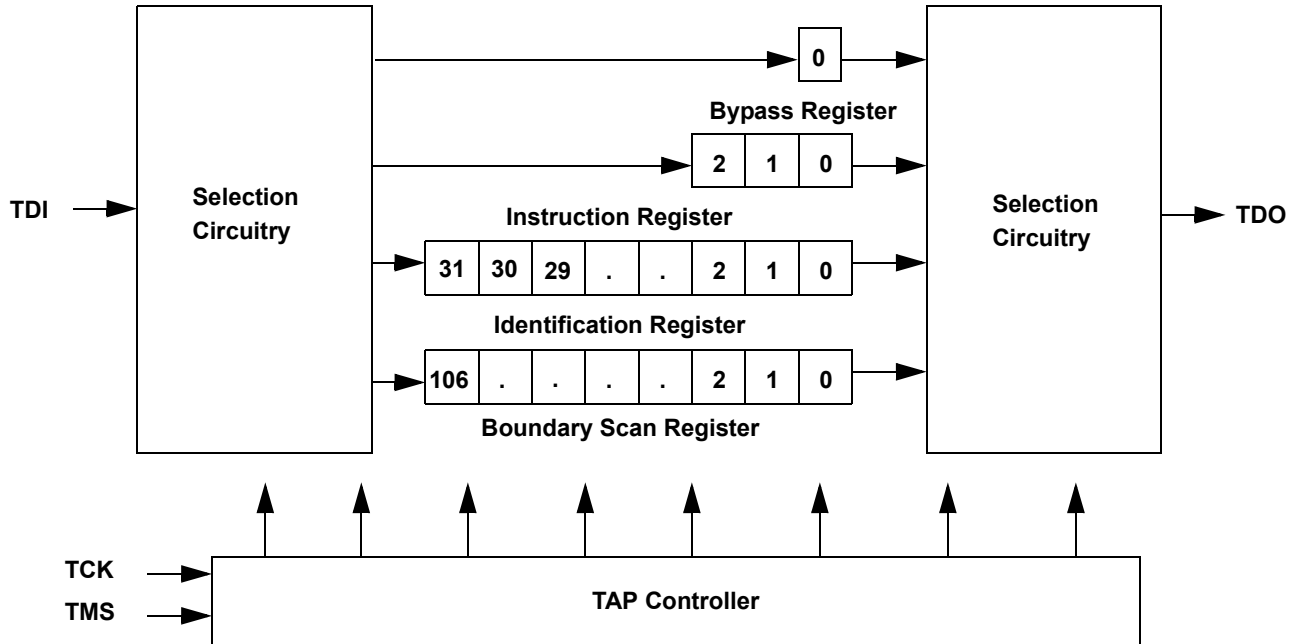 0
Bypass Register
2 1 0
Selection
Circuitry
Selection
Circuitry
TDI
TDO
Instruction Register
31 30 29 . . 2 1 0
Identification Register
106 . . . . 2 1 0
Boundary Scan Register
TCK
TMS
TAP Controller